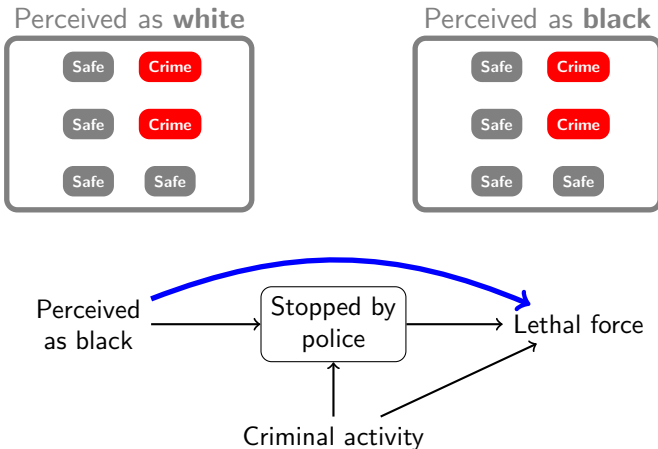 Perceived as white
Perceived as black
Safe Crime
Safe Crime
Safe Crime
Safe Crime
Safe Safe
Safe Safe
Perceived
as black
Stopped by
police
Lethal force
Criminal activity